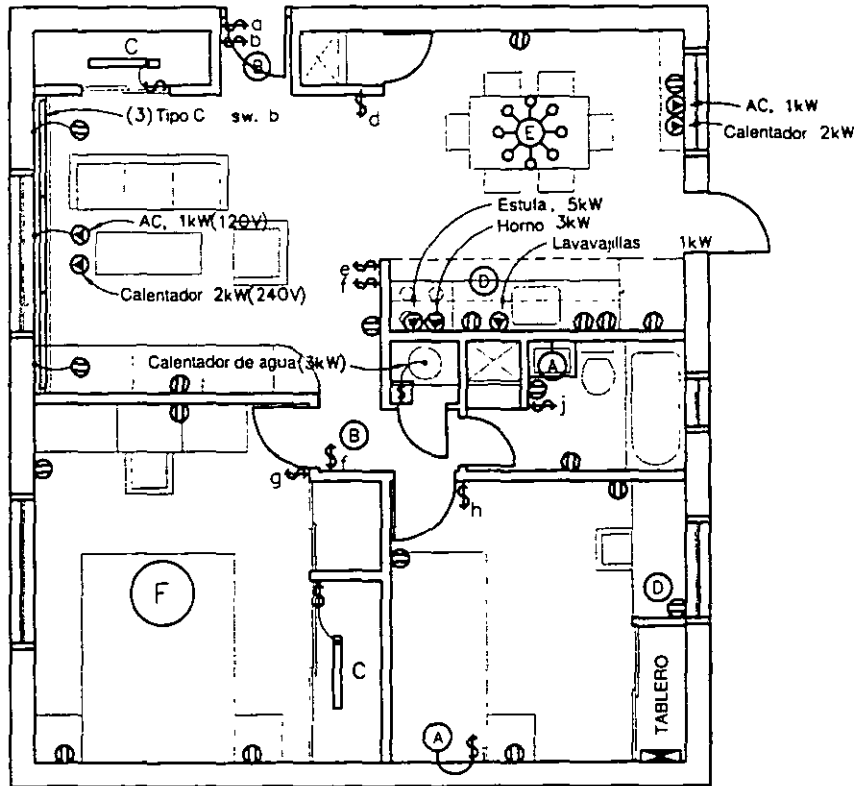 a
b
B
C
(3) Tipo C sw. b
d
E
AC, 1kW
Calentador 2kW
Estufa, 5kW
Horno 3kW
Lavavajillas 1kW
AC, 1kW(120V)
Calentador 2kW(240V)
e
f
D
Calentador de agua(3kW)
A
j
B
f
g
h
F
C
D
A
TABLERO